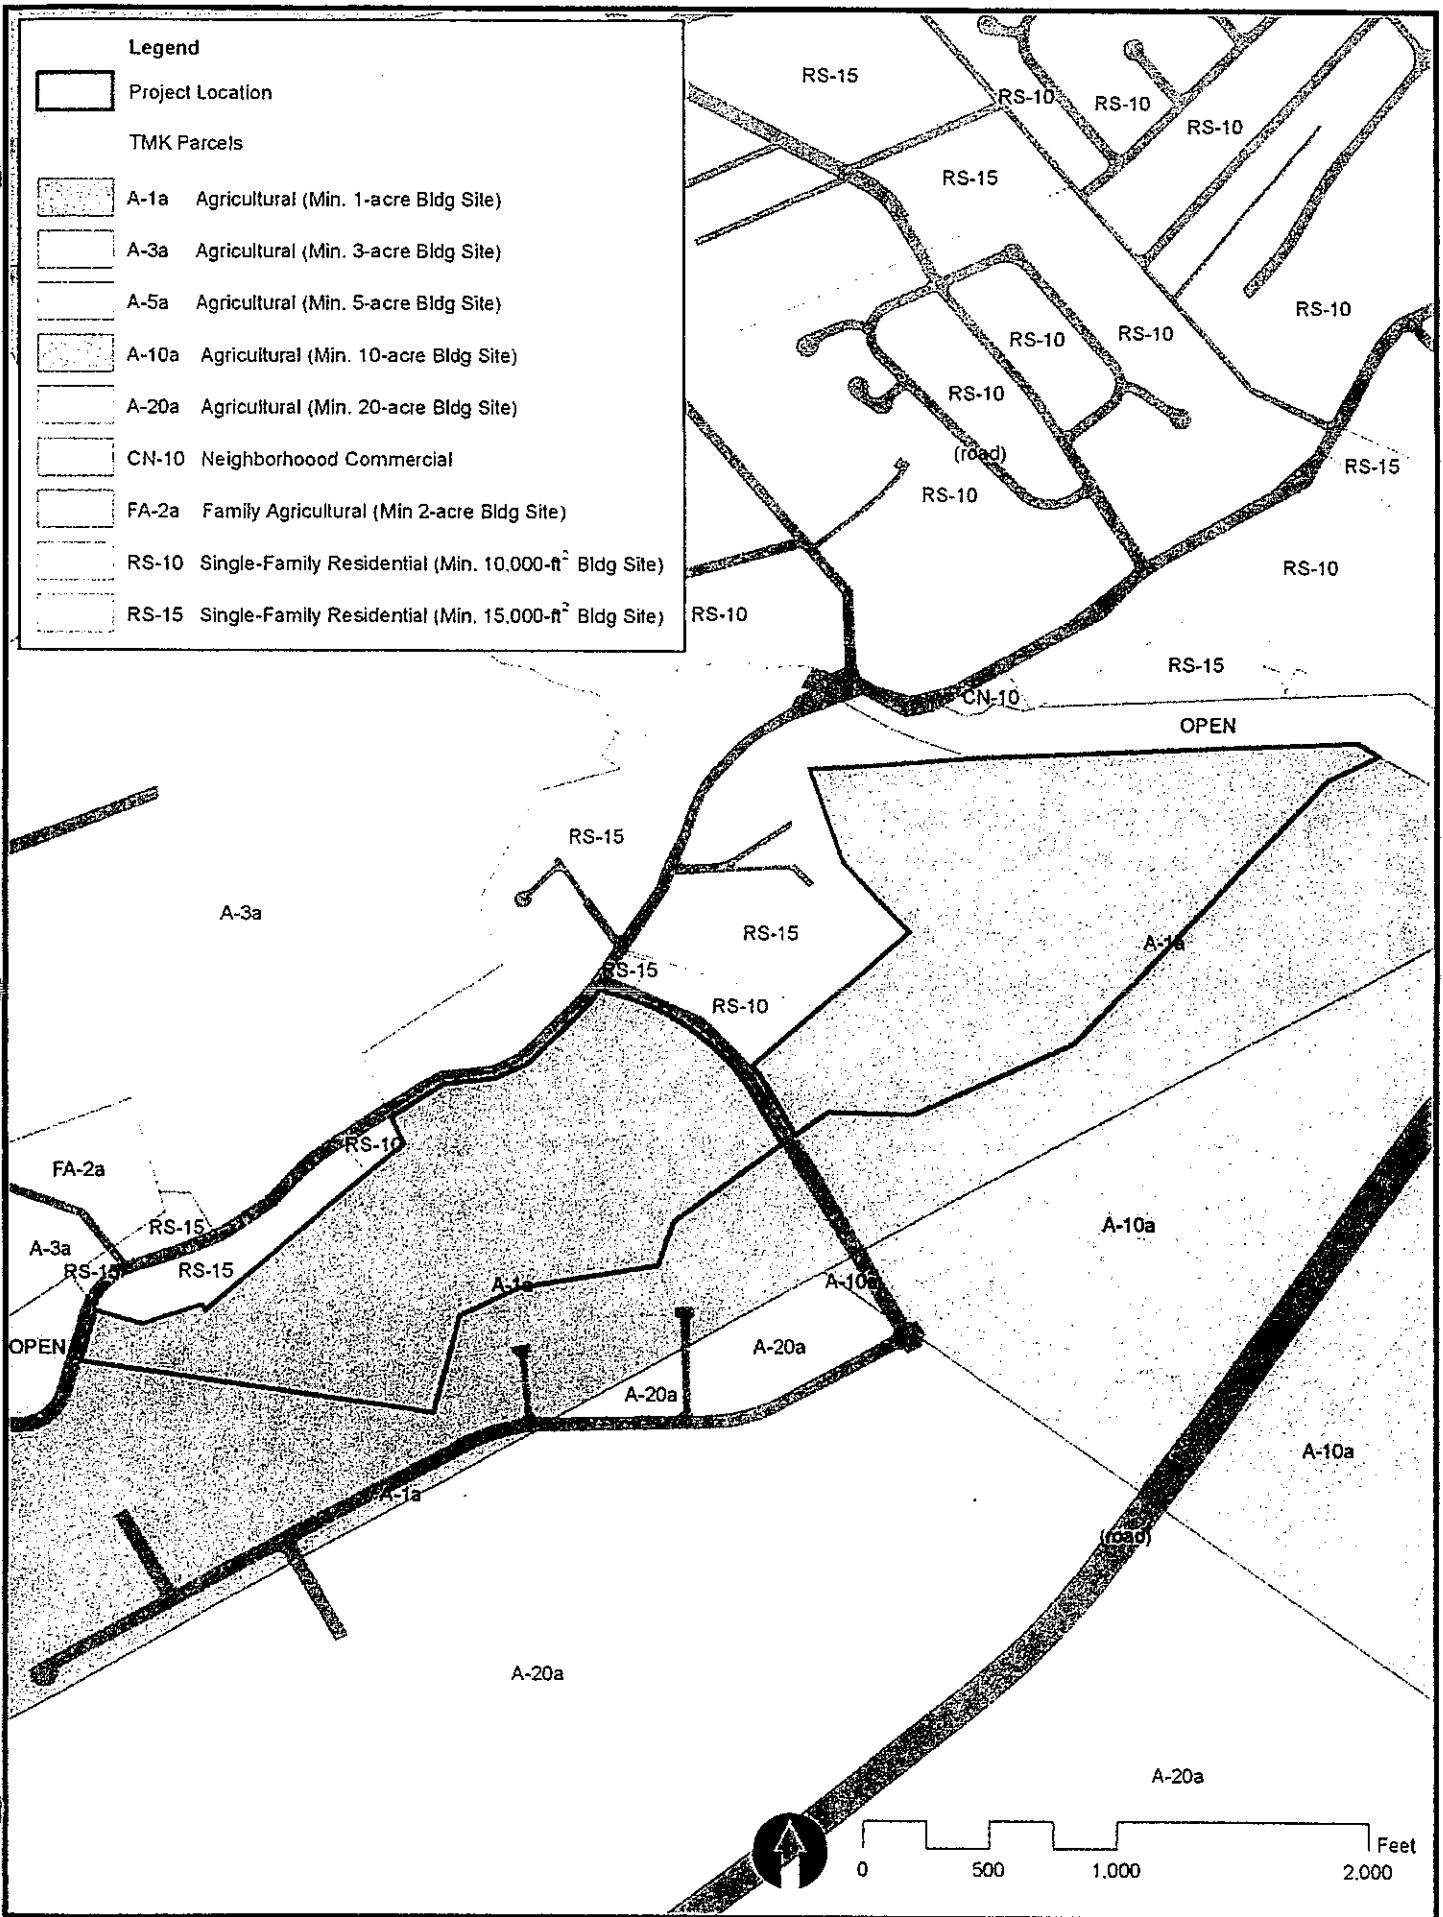 Legend
Project Location
TMK Parcels
A-1a Agricultural (Min. 1-acre Bldg Site)
A-3a Agricultural (Min. 3-acre Bldg Site)
A-5a Agricultural (Min. 5-acre Bldg Site)
A-10a Agricultural (Min. 10-acre Bldg Site)
A-20a Agricultural (Min. 20-acre Bldg Site)
CN-10 Neighborhoood Commercial
FA-2a Family Agricultural (Min 2-acre Bldg Site)
RS-10 Single-Family Residential (Min. 10,000-ft² Bldg Site)
RS-15 Single-Family Residential (Min. 15,000-ft² Bldg Site)
RS-15
RS-10
RS-10
RS-10
RS-15
RS-10
RS-10
RS-10
RS-10
(road)
RS-15
RS-10
RS-10
RS-10
RS-15
CN-10
OPEN
RS-15
A-3a
RS-15
A-1a
RS-15
RS-10
RS-10
FA-2a
RS-15
A-10a
A-3a
RS-15
RS-15
A-1a
A-10a
OPEN
A-20a
A-20a
A-10a
A-1a
(road)
A-20a
A-20a
Feet
0 500 1,000 2,000